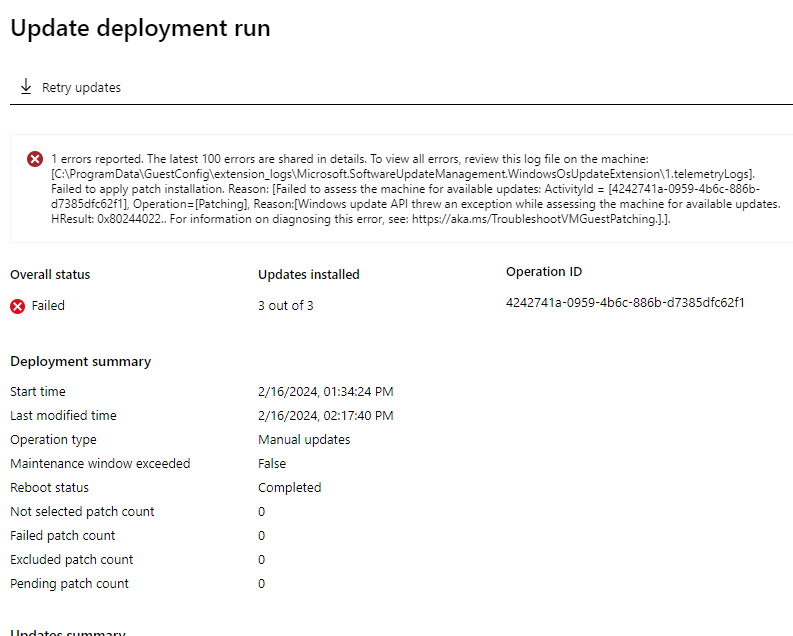 Update deployment run
Retry updates
1 errors reported. The latest 100 errors are shared in details. To view all errors, review this log file on the machine:
[C:\ProgramData\GuestConfig\extension_logs\Microsoft.SoftwareUpdateManagement.WindowsOsUpdateExtension\1.telemetryLogs].
Failed to apply patch installation. Reason: [Failed to assess the machine for available updates: ActivityId = [4242741a-0959-4b6c-886b-
d7385dfc62f1], Operation=[Patching], Reason:[Windows update API threw an exception while assessing the machine for available updates.
HResult: 0x80244022.. For information on diagnosing this error, see: https://aka.ms/TroubleshootVMGuestPatching.].].
Overall status Updates installed Operation ID
Failed 3 out of 3 4242741a-0959-4b6c-886b-d7385dfc62f1
Deployment summary
Start time 2/16/2024, 01:34:24 PM
Last modified time 2/16/2024, 02:17:40 PM
Operation type Manual updates
Maintenance window exceeded False
Reboot status Completed
Not selected patch count 0
Failed patch count 0
Excluded patch count 0
Pending patch count 0
Updates summary